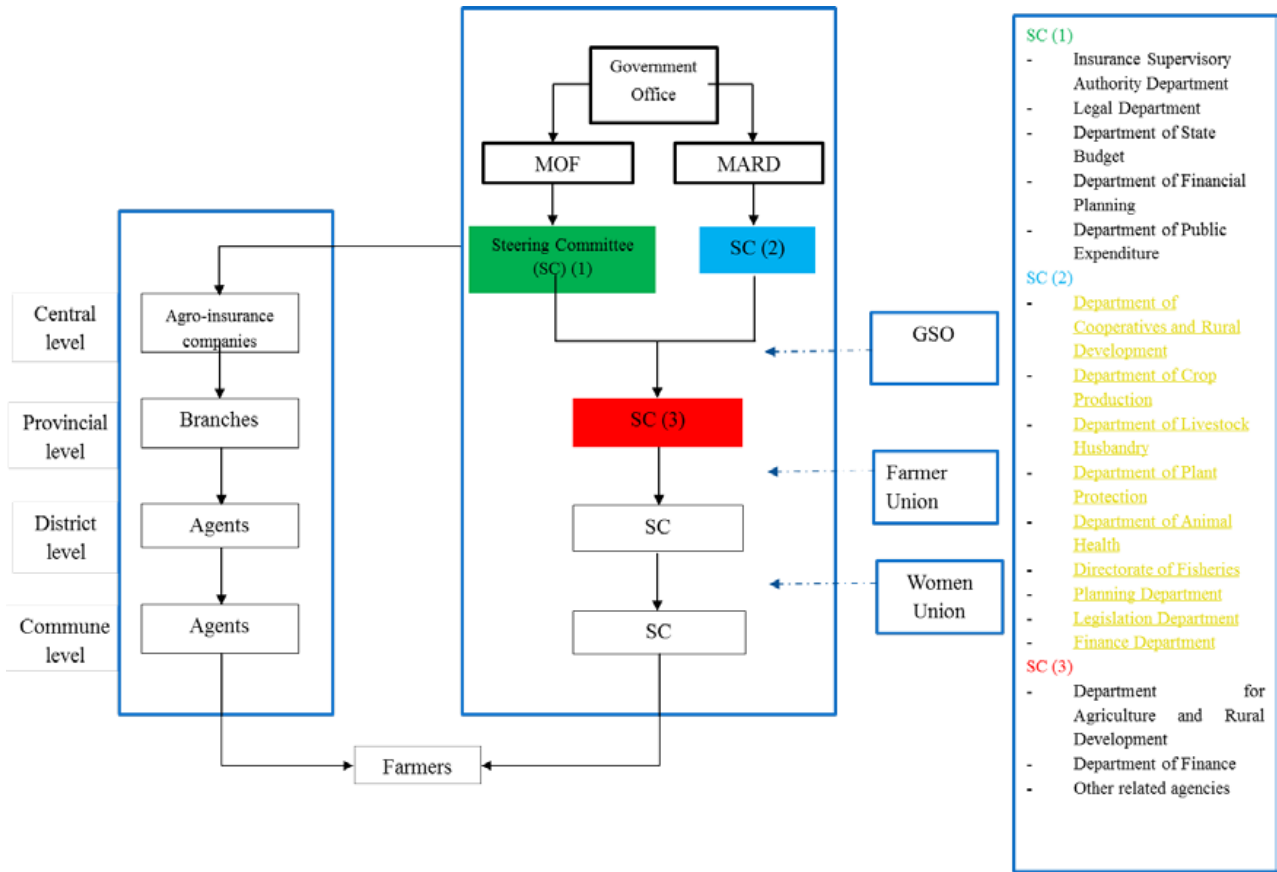 Government
Office
MOF
MARD
Steering Committee
(SC) (1)
SC (2)
Central
level
Agro-insurance
companies
GSO
Provincial
level
Branches
SC (3)
Farmer
Union
District
level
Agents
SC
Women
Union
Commune
level
Agents
SC
Farmers
SC (1)
- Insurance Supervisory
Authority Department
- Legal Department
- Department of State
Budget
- Department of Financial
Planning
- Department of Public
Expenditure
SC (2)
- Department of
Cooperatives and Rural
Development
- Department of Crop
Production
- Department of Livestock
Husbandry
- Department of Plant
Protection
- Department of Animal
Health
- Directorate of Fisheries
- Planning Department
- Legislation Department
- Finance Department
SC (3)
- Department for
Agriculture and Rural
Development
- Department of Finance
- Other related agencies